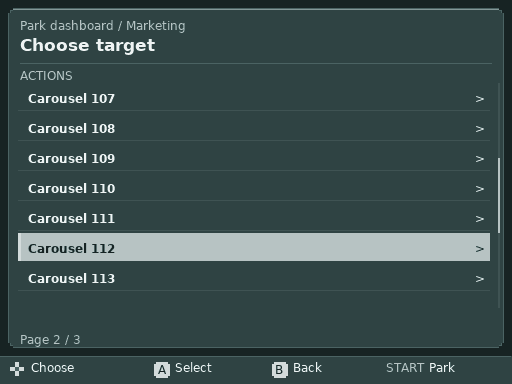 Park dashboard / Marketing
Choose target
ACTIONS
Carousel 107 >
Carousel 108 >
Carousel 109 >
Carousel 110 >
Carousel 111 >
Carousel 112 >
Carousel 113 >
Page 2 / 3
Choose A Select B Back START Park